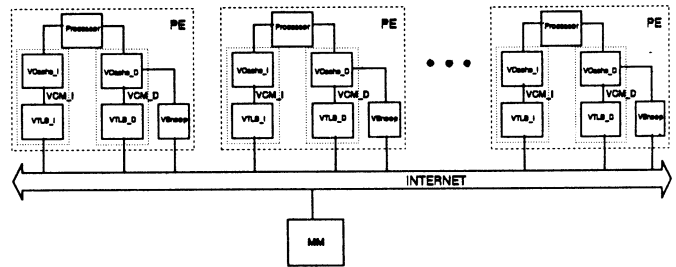 Processor PE
VCache_I VCache_D
VCM_I VCM_D
VTLB_I VTLB_D VSnoop
Processor PE
VCache_I VCache_D
VCM_I VCM_D
VTLB_I VTLB_D VSnoop
Processor PE
VCache_I VCache_D
VCM_I VCM_D
VTLB_I VTLB_D VSnoop
INTERNET
MM